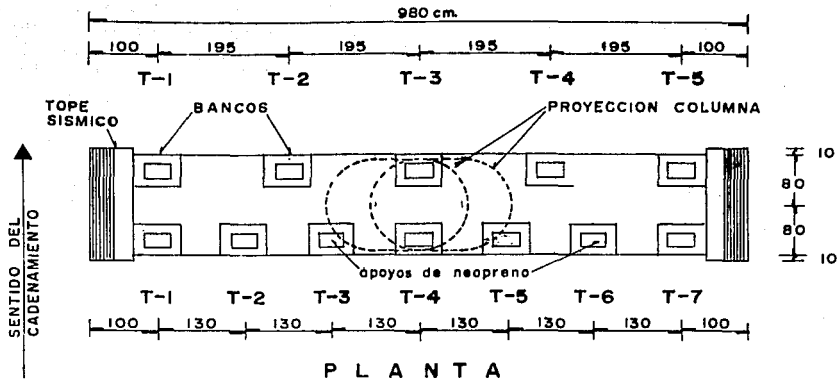 980 cm.
100 195 195 195 195 100
T-1 T-2 T-3 T-4 T-5
TOPE
SISMICO
BANCOS
PROYECCION COLUMNA
10
80
80
10
SENTIDO DEL
CADENAMIENTO
apoyos de neopreno
T-1 T-2 T-3 T-4 T-5 T-6 T-7
100 130 130 130 130 130 130 100
PLANTA